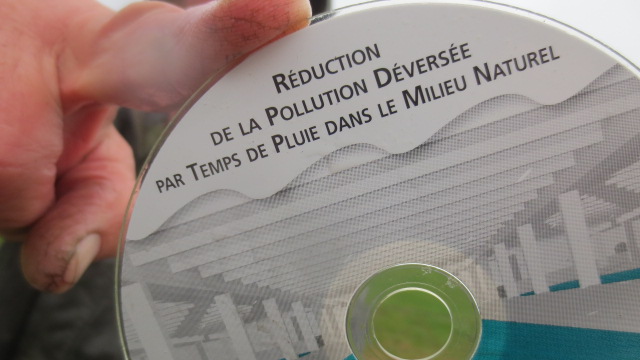 RÉDUCTION
DE LA POLLUTION DÉVERSÉE
PAR TEMPS DE PLUIE DANS LE MILIEU NATUREL